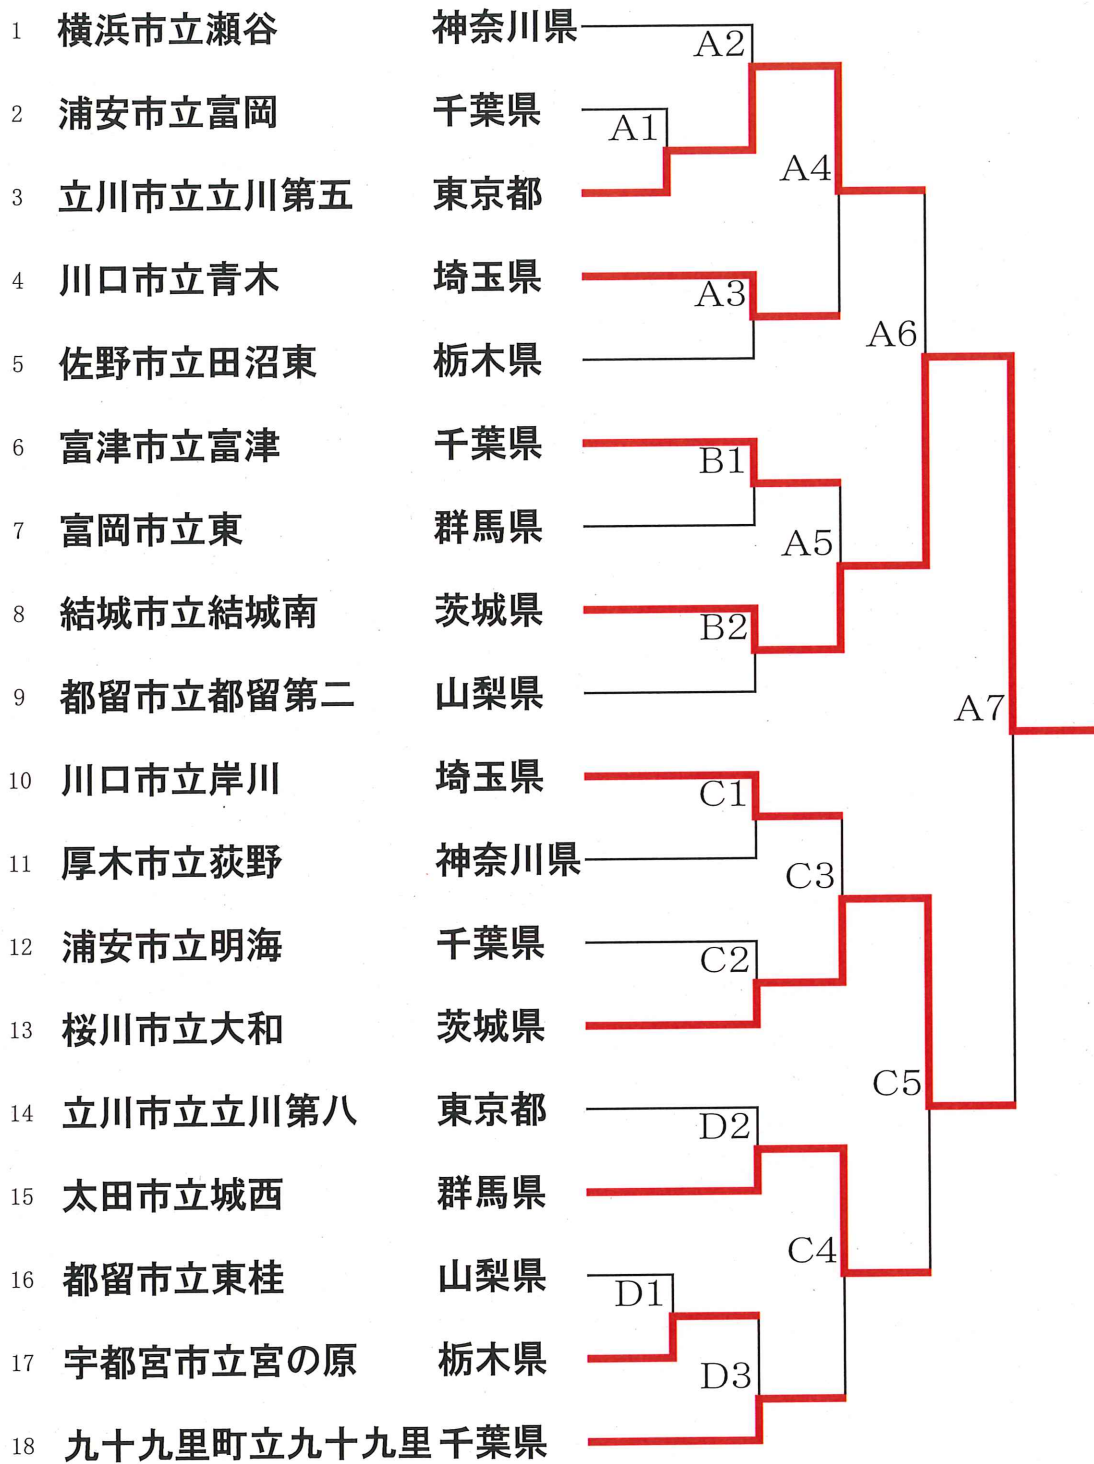 1 横浜市立瀬谷 神奈川県
A2
2 浦安市立富岡 千葉県
A1
3 立川市立立川第五 東京都
A4
4 川口市立青木 埼玉県
A3
5 佐野市立田沼東 栃木県
A6
6 富津市立富津 千葉県
B1
7 富岡市立東 群馬県
A5
8 結城市立結城南 茨城県
B2
9 都留市立都留第二 山梨県
A7
10 川口市立岸川 埼玉県
C1
11 厚木市立荻野 神奈川県
C3
12 浦安市立明海 千葉県
C2
13 桜川市立大和 茨城県
C5
14 立川市立立川第八 東京都
D2
15 太田市立城西 群馬県
C4
16 都留市立東桂 山梨県
D1
17 宇都宮市立宮の原 栃木県
D3
18 九十九里町立九十九里 千葉県